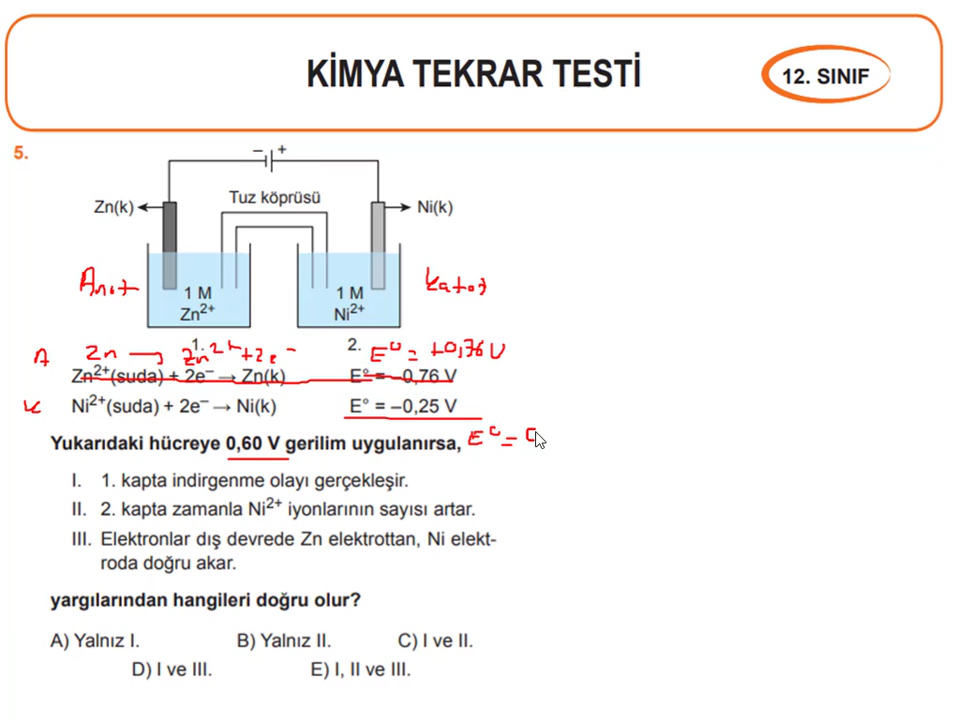 KİMYA TEKRAR TESTİ
12. SINIF
5.
− +
Zn(k)
Tuz köprüsü
Ni(k)
Anot
Katot
1 M
Zn2+
1 M
Ni2+
1.
2.
A Zn → Zn2+ +2e− E° = +0,76 V
Zn2+(suda) + 2e− → Zn(k) E° = −0,76 V
K Ni2+(suda) + 2e− → Ni(k) E° = −0,25 V
Yukarıdaki hücreye 0,60 V gerilim uygulanırsa, E° =
I. 1. kapta indirgenme olayı gerçekleşir.
II. 2. kapta zamanla Ni2+ iyonlarının sayısı artar.
III. Elektronlar dış devrede Zn elektrottan, Ni elekt-
roda doğru akar.
yargılarından hangileri doğru olur?
A) Yalnız I. B) Yalnız II. C) I ve II.
D) I ve III. E) I, II ve III.